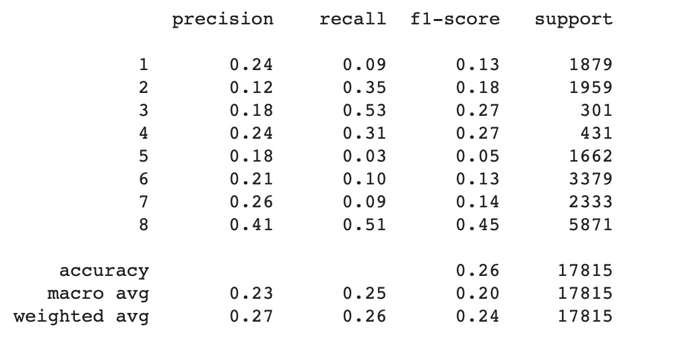 precision recall f1-score support
1 0.24 0.09 0.13 1879
2 0.12 0.35 0.18 1959
3 0.18 0.53 0.27 301
4 0.24 0.31 0.27 431
5 0.18 0.03 0.05 1662
6 0.21 0.10 0.13 3379
7 0.26 0.09 0.14 2333
8 0.41 0.51 0.45 5871
accuracy 0.26 17815
macro avg 0.23 0.25 0.20 17815
weighted avg 0.27 0.26 0.24 17815